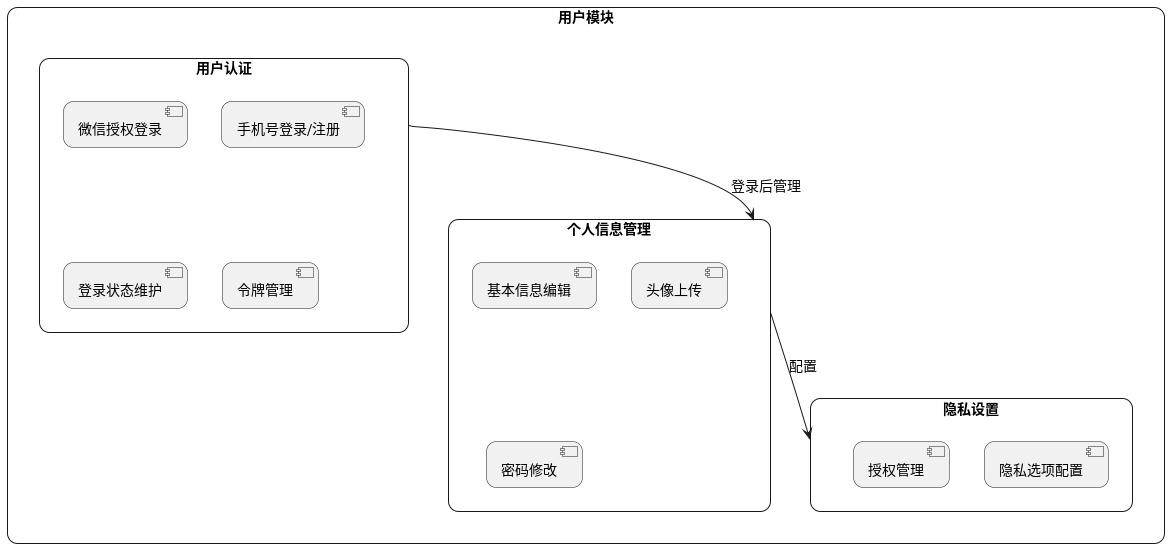 用户模块
用户认证
微信授权登录
手机号登录/注册
登录状态维护
令牌管理
登录后管理
个人信息管理
基本信息编辑
头像上传
密码修改
配置
隐私设置
授权管理
隐私选项配置